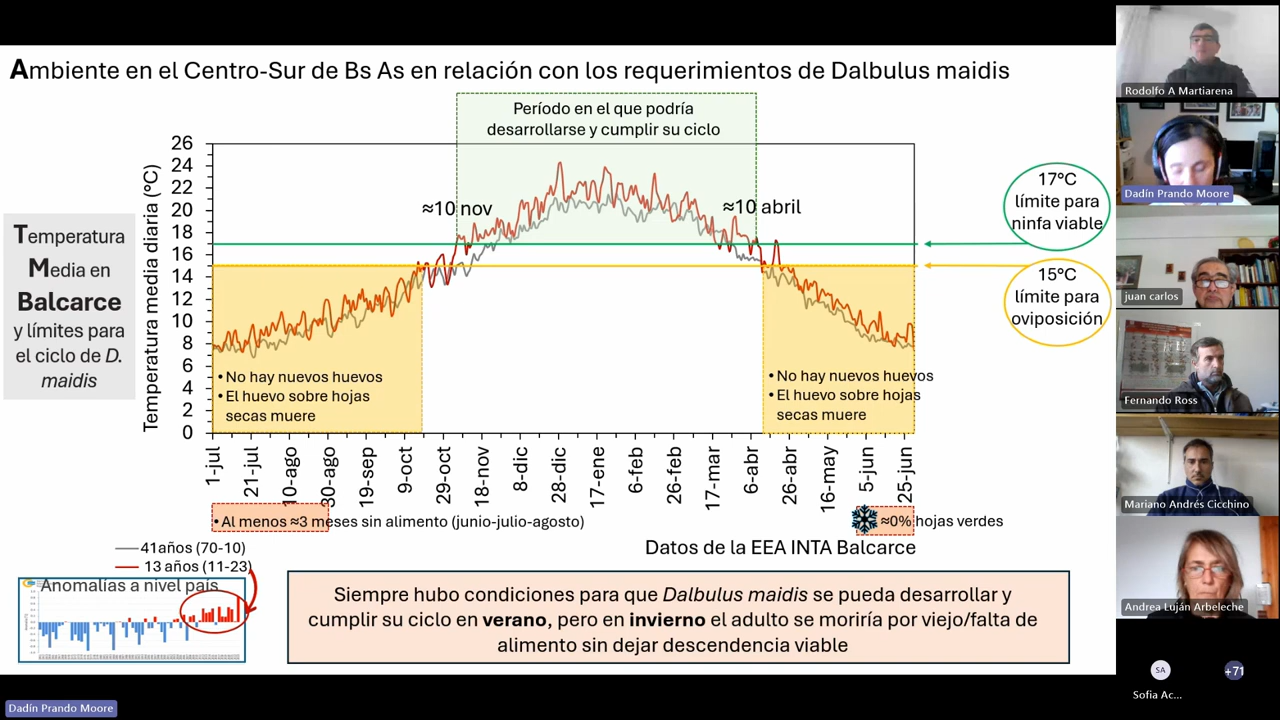 Ambiente en el Centro-Sur de Bs As en relación con los requerimientos de Dalbulus maidis
Período en el que podría
desarrollarse y cumplir su ciclo
Temperatura
Media en
Balcarce
y límites para
el ciclo de D.
maidis
Temperatura media diaria (°C)
26
24
22
20
18
16
14
12
10
8
6
4
2
0
≈10 nov
≈10 abril
17°C
límite para
ninfa viable
15°C
límite para
oviposición
• No hay nuevos huevos
• El huevo sobre hojas
secas muere
• No hay nuevos huevos
• El huevo sobre hojas
secas muere
1-jul
21-jul
10-ago
30-ago
19-sep
9-oct
29-oct
18-nov
8-dic
28-dic
17-ene
6-feb
26-feb
17-mar
6-abr
26-abr
16-may
5-jun
25-jun
• Al menos ≈3 meses sin alimento (junio-julio-agosto)
≈0% hojas verdes
41años (70-10)
13 años (11-23)
Datos de la EEA INTA Balcarce
Anomalías a nivel país
Siempre hubo condiciones para que Dalbulus maidis se pueda desarrollar y
cumplir su ciclo en verano, pero en invierno el adulto se moriría por viejo/falta de
alimento sin dejar descendencia viable
Dadín Prando Moore
Rodolfo A Martiarena
Dadín Prando Moore
juan carlos
Fernando Ross
Mariano Andrés Cicchino
Andrea Luján Arbeleche
SA
+71
Sofia Ac...